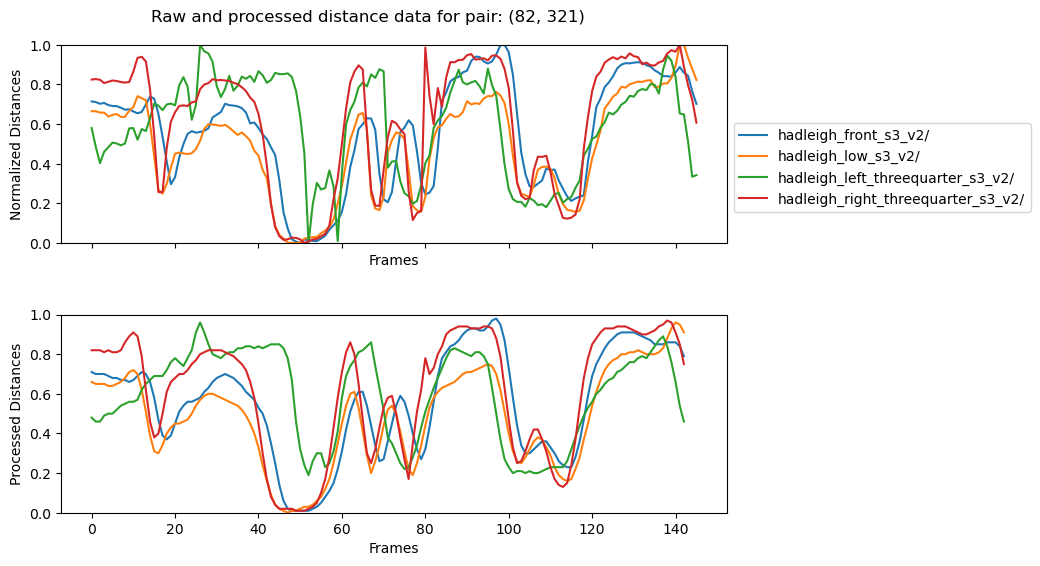 Raw and processed distance data for pair: (82, 321)
Normalized Distances
1.0
0.8
0.6
0.4
0.2
0.0
Frames
hadleigh_front_s3_v2/
hadleigh_low_s3_v2/
hadleigh_left_threequarter_s3_v2/
hadleigh_right_threequarter_s3_v2/
Processed Distances
1.0
0.8
0.6
0.4
0.2
0.0
0 20 40 60 80 100 120 140
Frames